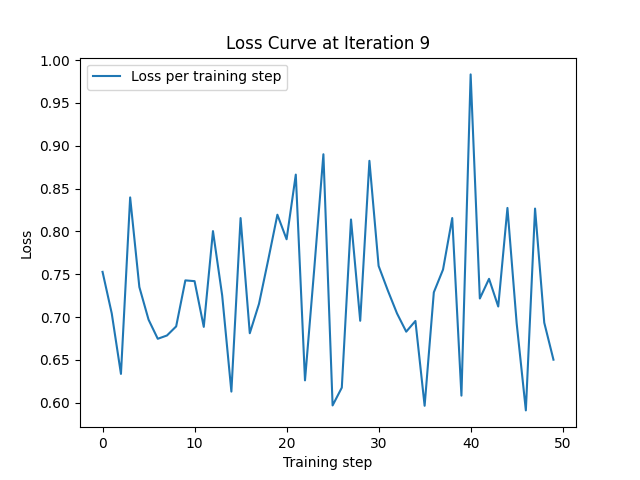 Loss Curve at Iteration 9
Loss per training step
1.00
0.95
0.90
0.85
0.80
0.75
0.70
0.65
0.60
Loss
0 10 20 30 40 50
Training step